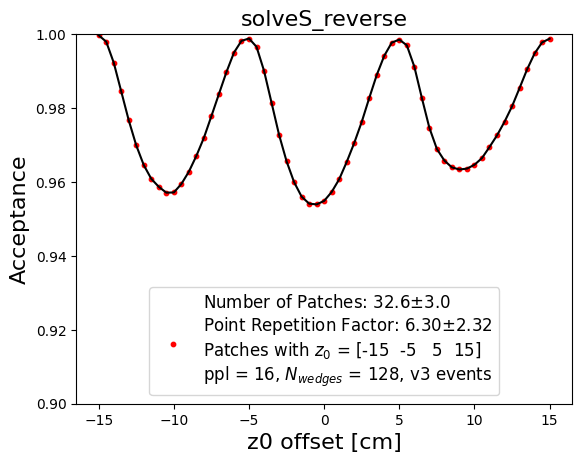 solveS_reverse
Acceptance
1.00
0.98
0.96
0.94
0.92
0.90
Number of Patches: 32.6±3.0
Point Repetition Factor: 6.30±2.32
Patches with z₀ = [-15  -5   5  15]
ppl = 16, N_wedges = 128, v3 events
−15 −10 −5 0 5 10 15
z0 offset [cm]